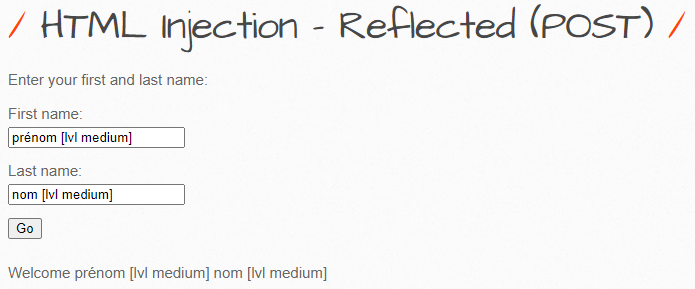 / HTML Injection - Reflected (POST) /
Enter your first and last name:
First name:
prénom [lvl medium]
Last name:
nom [lvl medium]
Go
Welcome prénom [lvl medium] nom [lvl medium]